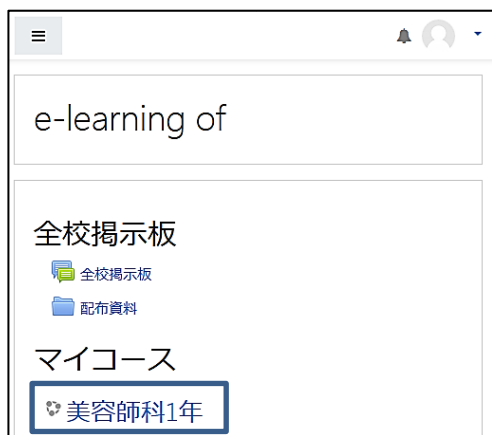 e-learning of
全校掲示板
全校掲示板
配布資料
マイコース
美容師科1年